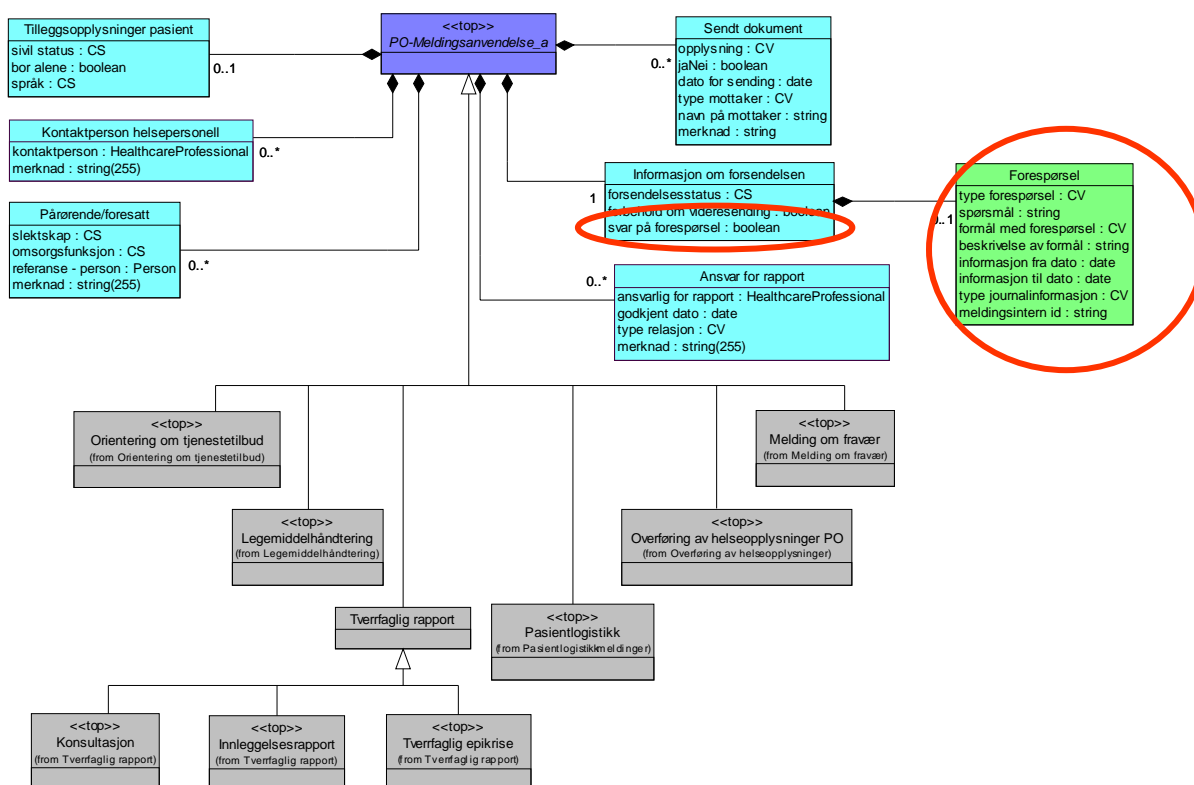 Tilleggsopplysninger pasient
sivil status : CS
bor alene : boolean
språk : CS
0..1
<<top>>
PO-Meldingsanvendelse_a
Sendt dokument
opplysning : CV
jaNei : boolean
dato for sending : date
type mottaker : CV
navn på mottaker : string
merknad : string
0..*
Kontaktperson helsepersonell
kontaktperson : HealthcareProfessional
merknad : string(255)
0..*
Informasjon om forsendelsen
forsendelsesstatus : CS
forbehold om videresending : boolean
svar på forespørsel : boolean
1
Forespørsel
type forespørsel : CV
spørsmål : string
formål med forespørsel : CV
beskrivelse av formål : string
informasjon fra dato : date
informasjon til dato : date
type journalinformasjon : CV
meldingsintern id : string
0..1
Pårørende/foresatt
slektskap : CS
omsorgsfunksjon : CS
referanse - person : Person
merknad : string(255)
0..*
Ansvar for rapport
ansvarlig for rapport : HealthcareProfessional
godkjent dato : date
type relasjon : CV
merknad : string(255)
0..*
<<top>>
Orientering om tjenestetilbud
(from Orientering om tjenestetilbud)
<<top>>
Melding om fravær
(from Melding om fravær)
<<top>>
Legemiddelhåndtering
(from Legemiddelhåndtering)
<<top>>
Overføring av helseopplysninger PO
(from Overføring av helseopplysninger)
Tverrfaglig rapport
<<top>>
Pasientlogistikk
(from Pasientlogistikkmeldinger)
<<top>>
Konsultasjon
(from Tverrfaglig rapport)
<<top>>
Innleggelsesrapport
(from Tverrfaglig rapport)
<<top>>
Tverrfaglig epikrise
(from Tverrfaglig rapport)